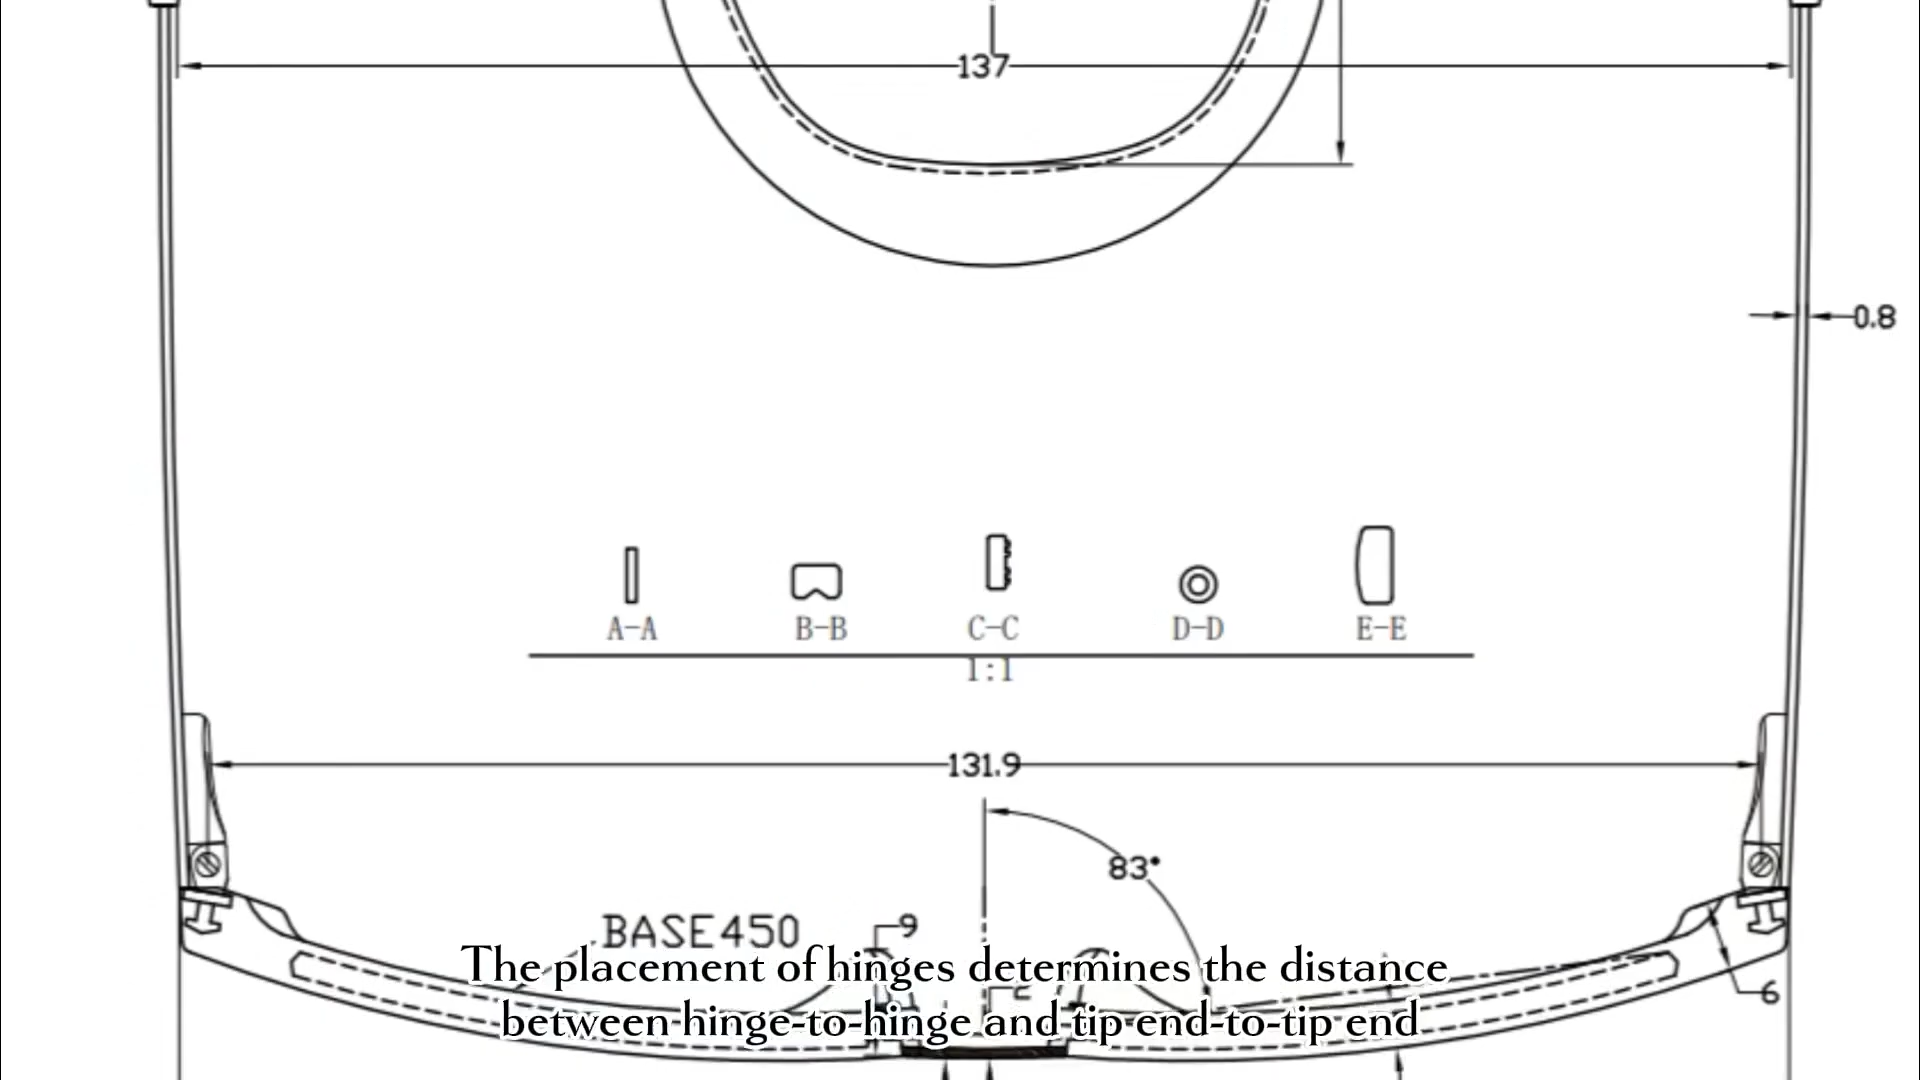 137
0.8
A-A B-B C-C D-D E-E
1:1
131.9
83°
BASE450
9
2
6
The placement of hinges determines the distance
between hinge-to-hinge and tip end-to-tip end